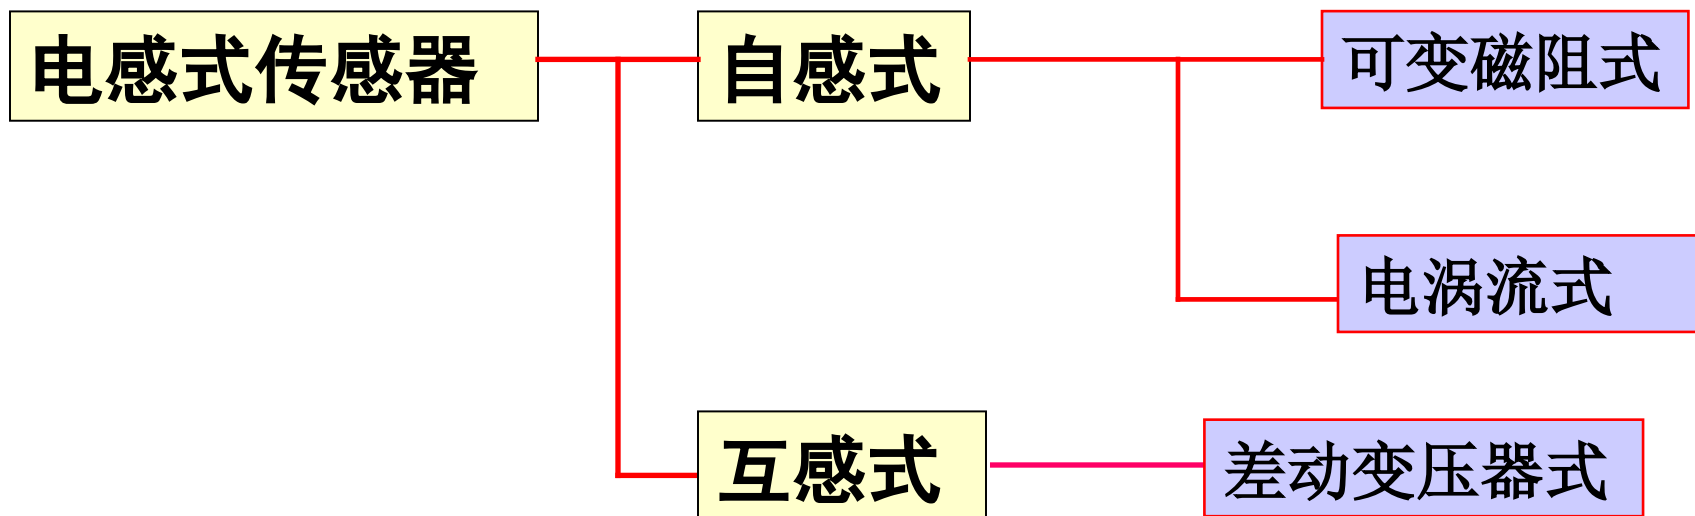 电感式传感器
自感式
可变磁阻式
电涡流式
互感式
差动变压器式